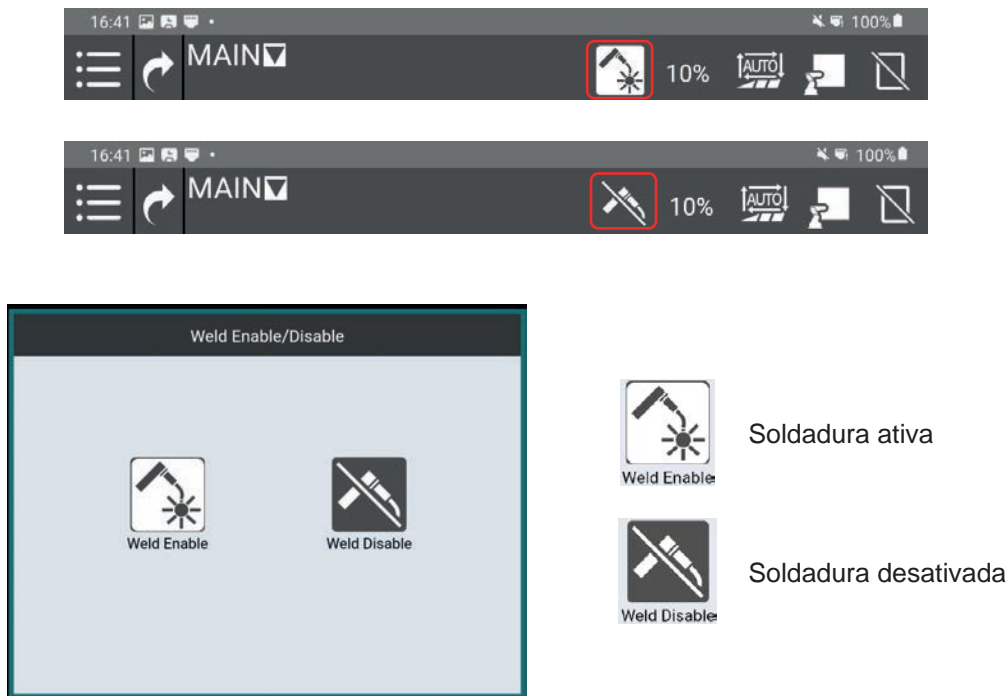 16:41 100%
MAIN 10% AUTO
16:41 100%
MAIN 10% AUTO
Weld Enable/Disable
Weld Enable Weld Disable
Weld Enable
Soldadura ativa
Weld Disable
Soldadura desativada